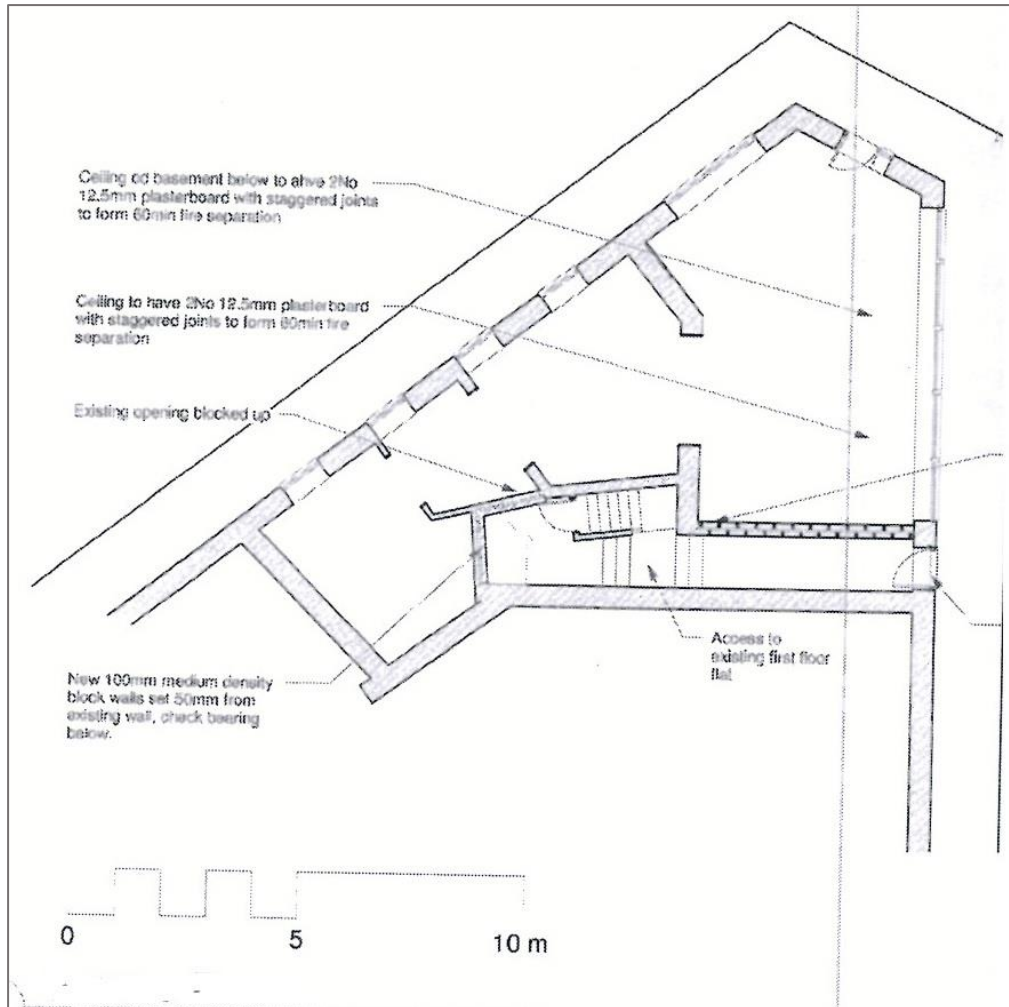 Ceiling od basement below to ahve 2No
12.5mm plasterboard with staggered joints
to form 60min fire separation
Ceiling to have 2No 12.5mm plasterboard
with staggered joints to form 60min fire
separation
Existing opening blocked up
Access to
existing first floor
flat
New 100mm medium density
block walls set 50mm from
existing wall, check bearing
below.
0
5
10 m